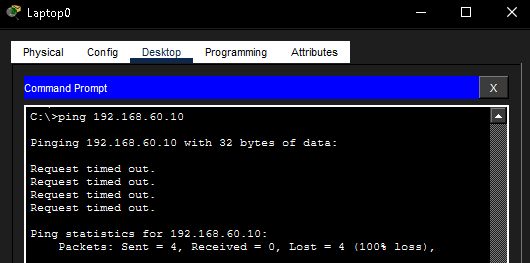 Laptop0
Physical Config Desktop Programming Attributes
Command Prompt X
C:\>ping 192.168.60.10
Pinging 192.168.60.10 with 32 bytes of data:
Request timed out.
Request timed out.
Request timed out.
Request timed out.
Ping statistics for 192.168.60.10:
Packets: Sent = 4, Received = 0, Lost = 4 (100% loss),